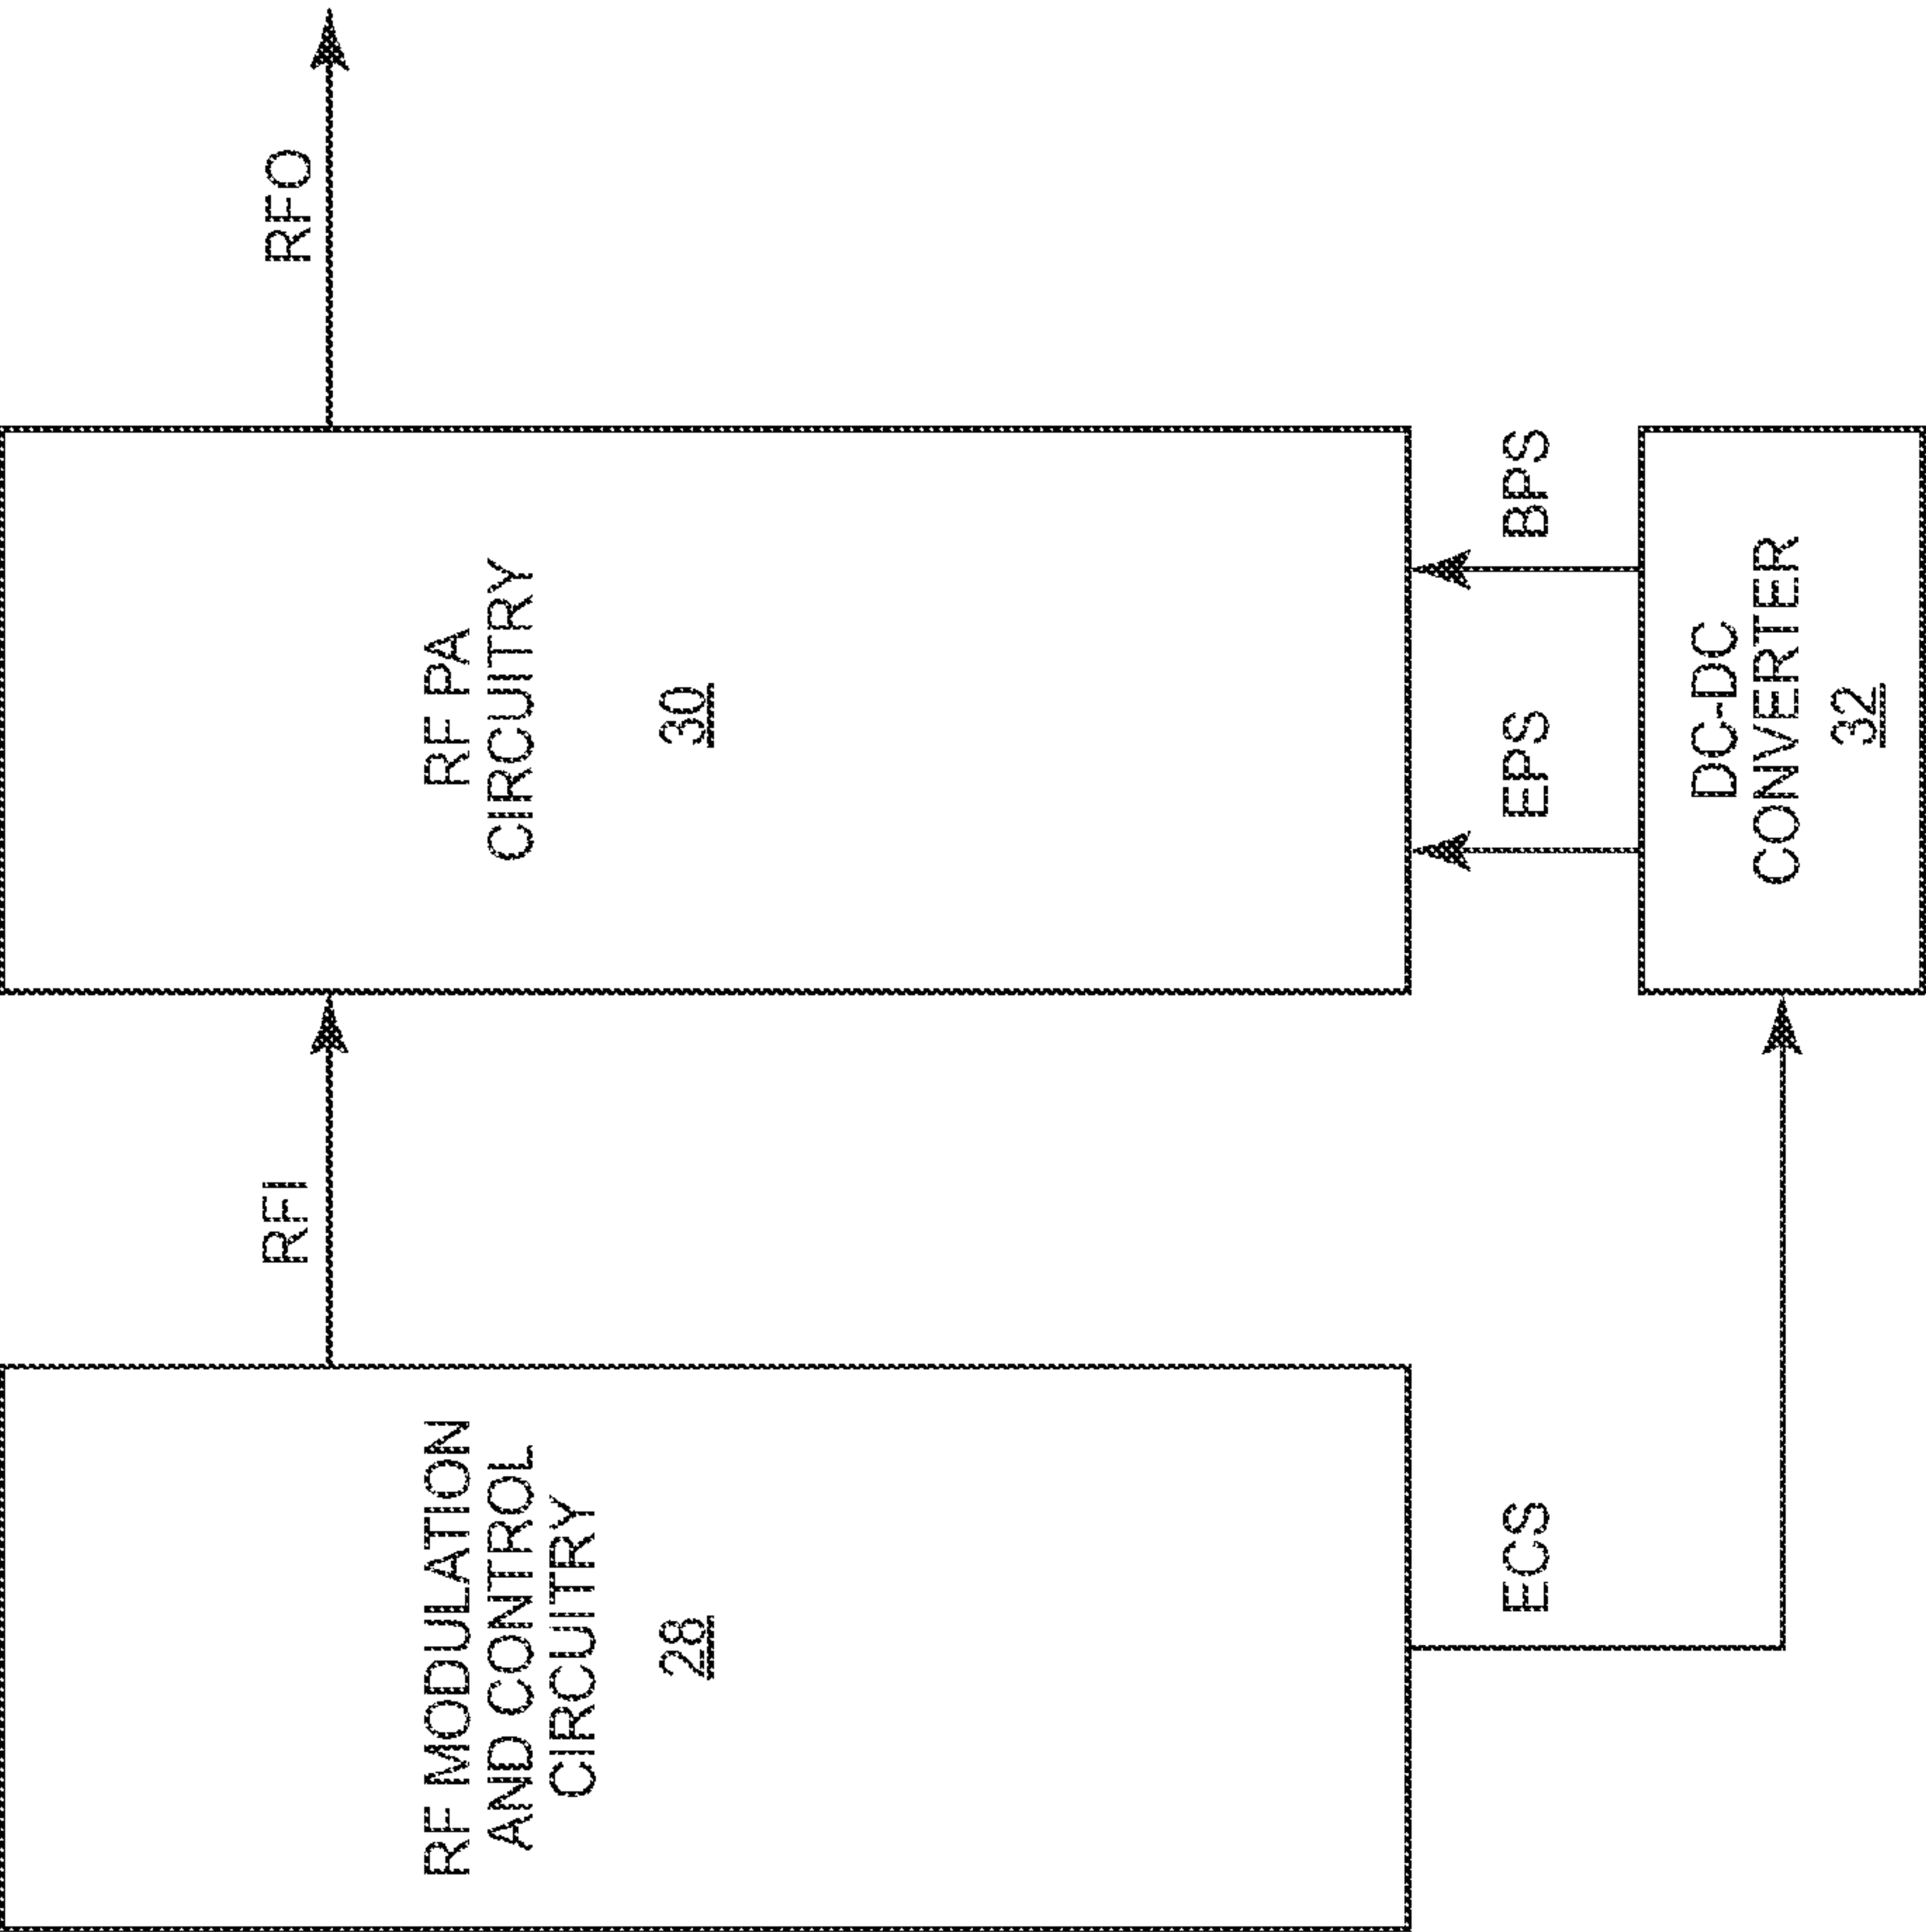 RF MODULATION
AND CONTROL
CIRCUITRY
28
RFI
RF PA
CIRCUITRY
30
RFO
ECS
EPS
BPS
DC-DC
CONVERTER
32